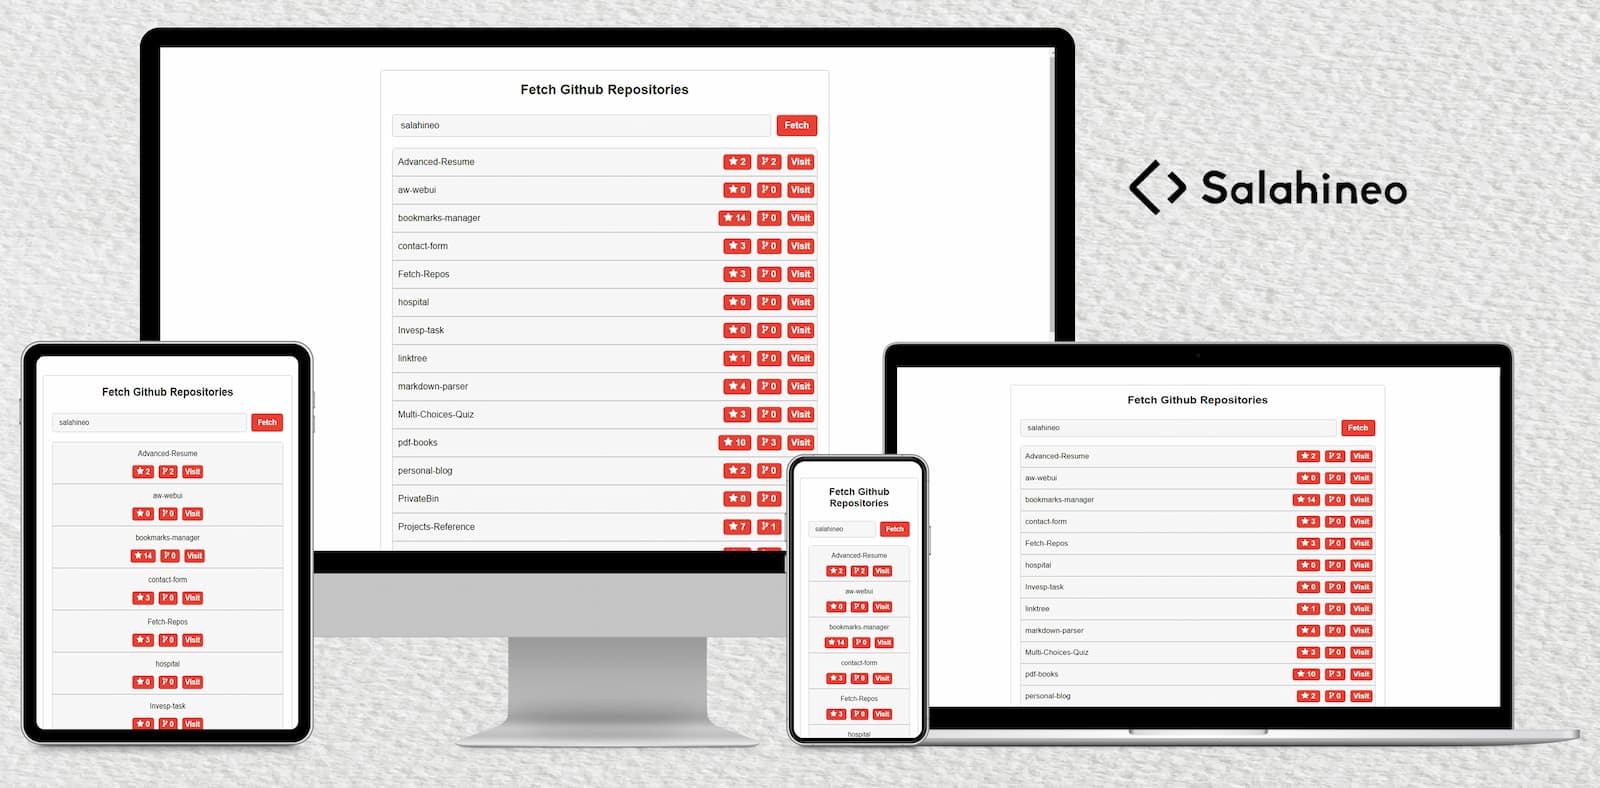 Fetch Github Repositories
salahineo Fetch
Advanced-Resume 2 2 Visit
aw-webui 0 0 Visit
bookmarks-manager 14 0 Visit
contact-form 3 0 Visit
Fetch-Repos 3 0 Visit
hospital 0 0 Visit
Invesp-task 0 0 Visit
linktree 1 0 Visit
markdown-parser 4 0 Visit
Multi-Choices-Quiz 3 0 Visit
pdf-books 10 3 Visit
personal-blog 2 0
PrivateBin 0 0
Projects-Reference 7 1
Salahineo
Fetch Github Repositories
salahineo Fetch
Advanced-Resume
2 2 Visit
aw-webui
0 0 Visit
bookmarks-manager
14 0 Visit
contact-form
3 0 Visit
Fetch-Repos
3 0 Visit
hospital
0 0 Visit
Invesp-task
0 0 Visit
Fetch Github
Repositories
salahineo Fetch
Advanced-Resume
2 2 Visit
aw-webui
0 0 Visit
bookmarks-manager
14 0 Visit
contact-form
3 0 Visit
Fetch-Repos
3 0 Visit
hospital
Fetch Github Repositories
salahineo Fetch
Advanced-Resume 2 2 Visit
aw-webui 0 0 Visit
bookmarks-manager 14 0 Visit
contact-form 3 0 Visit
Fetch-Repos 3 0 Visit
hospital 0 0 Visit
Invesp-task 0 0 Visit
linktree 1 0 Visit
markdown-parser 4 0 Visit
Multi-Choices-Quiz 3 0 Visit
pdf-books 10 3 Visit
personal-blog 2 0 Visit